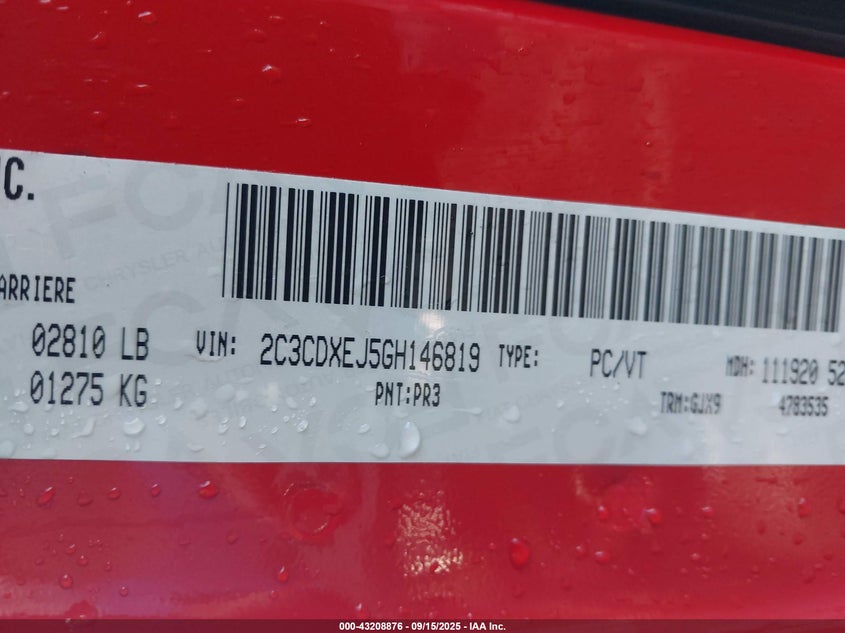 C.
ARRIERE
02810 LB VIN: 2C3CDXEJ5GH146819 TYPE: PC/VT MDH: 111920 52
01275 KG PNT:PR3 TRM:GJX9 4783535
000-43208876 - 09/15/2025 - IAA Inc.